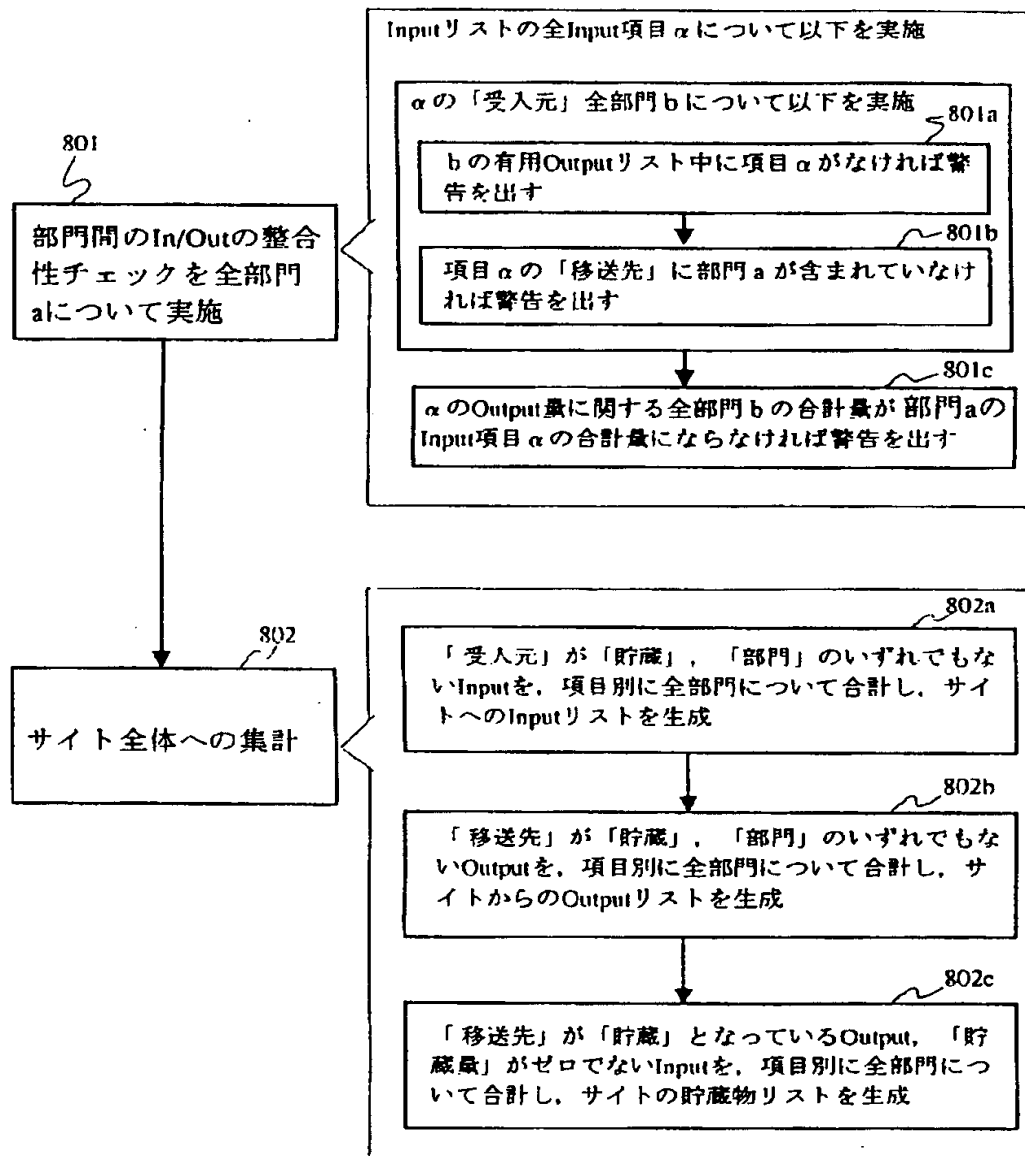 Inputリストの全Input項目αについて以下を実施
αの「受入元」全部門bについて以下を実施
801a
bの有用Outputリスト中に項目αがなければ警
告を出す
801b
項目αの「移送先」に部門aが含まれていなけ
れば警告を出す
801c
αのOutput量に関する全部門bの合計量が部門aの
Input項目αの合計量にならなければ警告を出す
801
部門間のIn/Outの整合
性チェックを全部門
aについて実施
802
サイト全体への集計
802a
「受入元」が「貯蔵」，「部門」のいずれでもな
いInputを，項目別に全部門について合計し，サイ
トへのInputリストを生成
802b
「移送先」が「貯蔵」，「部門」のいずれでもな
いOutputを，項目別に全部門について合計し，サ
イトからのOutputリストを生成
802c
「移送先」が「貯蔵」となっているOutput，「貯
蔵量」がゼロでないInputを，項目別に全部門につ
いて合計し，サイトの貯蔵物リストを生成